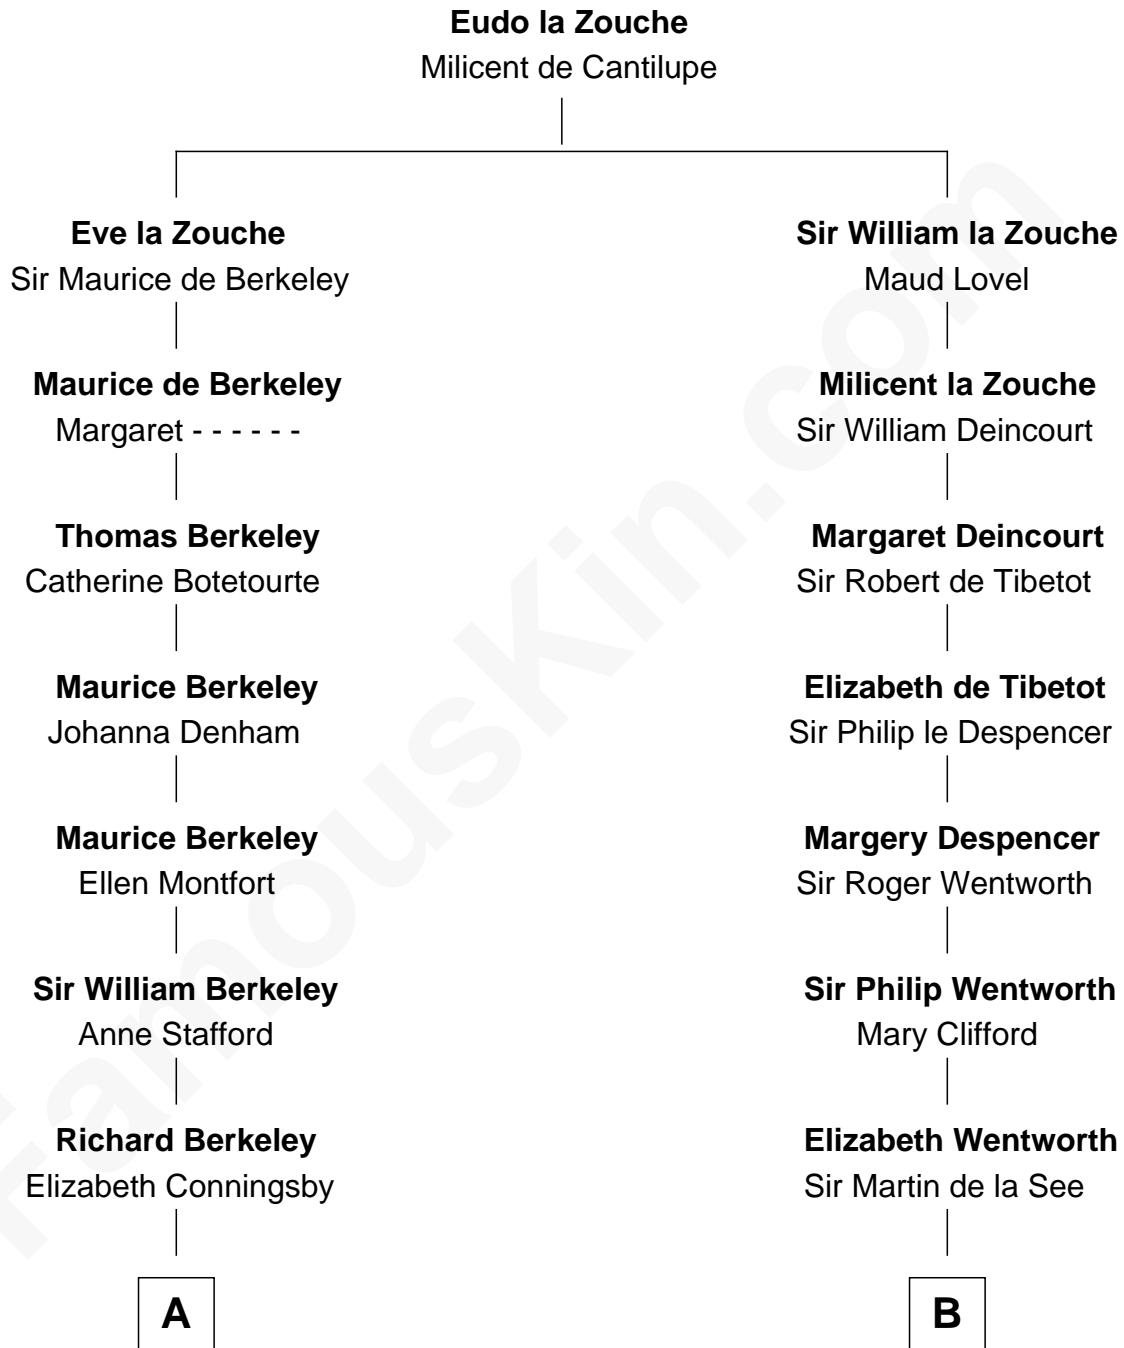 Eudo la Zouche
Milicent de Cantilupe
Eve la Zouche
Sir Maurice de Berkeley
Sir William la Zouche
Maud Lovel
Maurice de Berkeley
Margaret - - - - - -
Milicent la Zouche
Sir William Deincourt
Thomas Berkeley
Catherine Botetourte
Margaret Deincourt
Sir Robert de Tibetot
Maurice Berkeley
Johanna Denham
Elizabeth de Tibetot
Sir Philip le Despencer
Maurice Berkeley
Ellen Montfort
Margery Despencer
Sir Roger Wentworth
Sir William Berkeley
Anne Stafford
Sir Philip Wentworth
Mary Clifford
Richard Berkeley
Elizabeth Conningsby
Elizabeth Wentworth
Sir Martin de la See
A
B
FamousKin.com